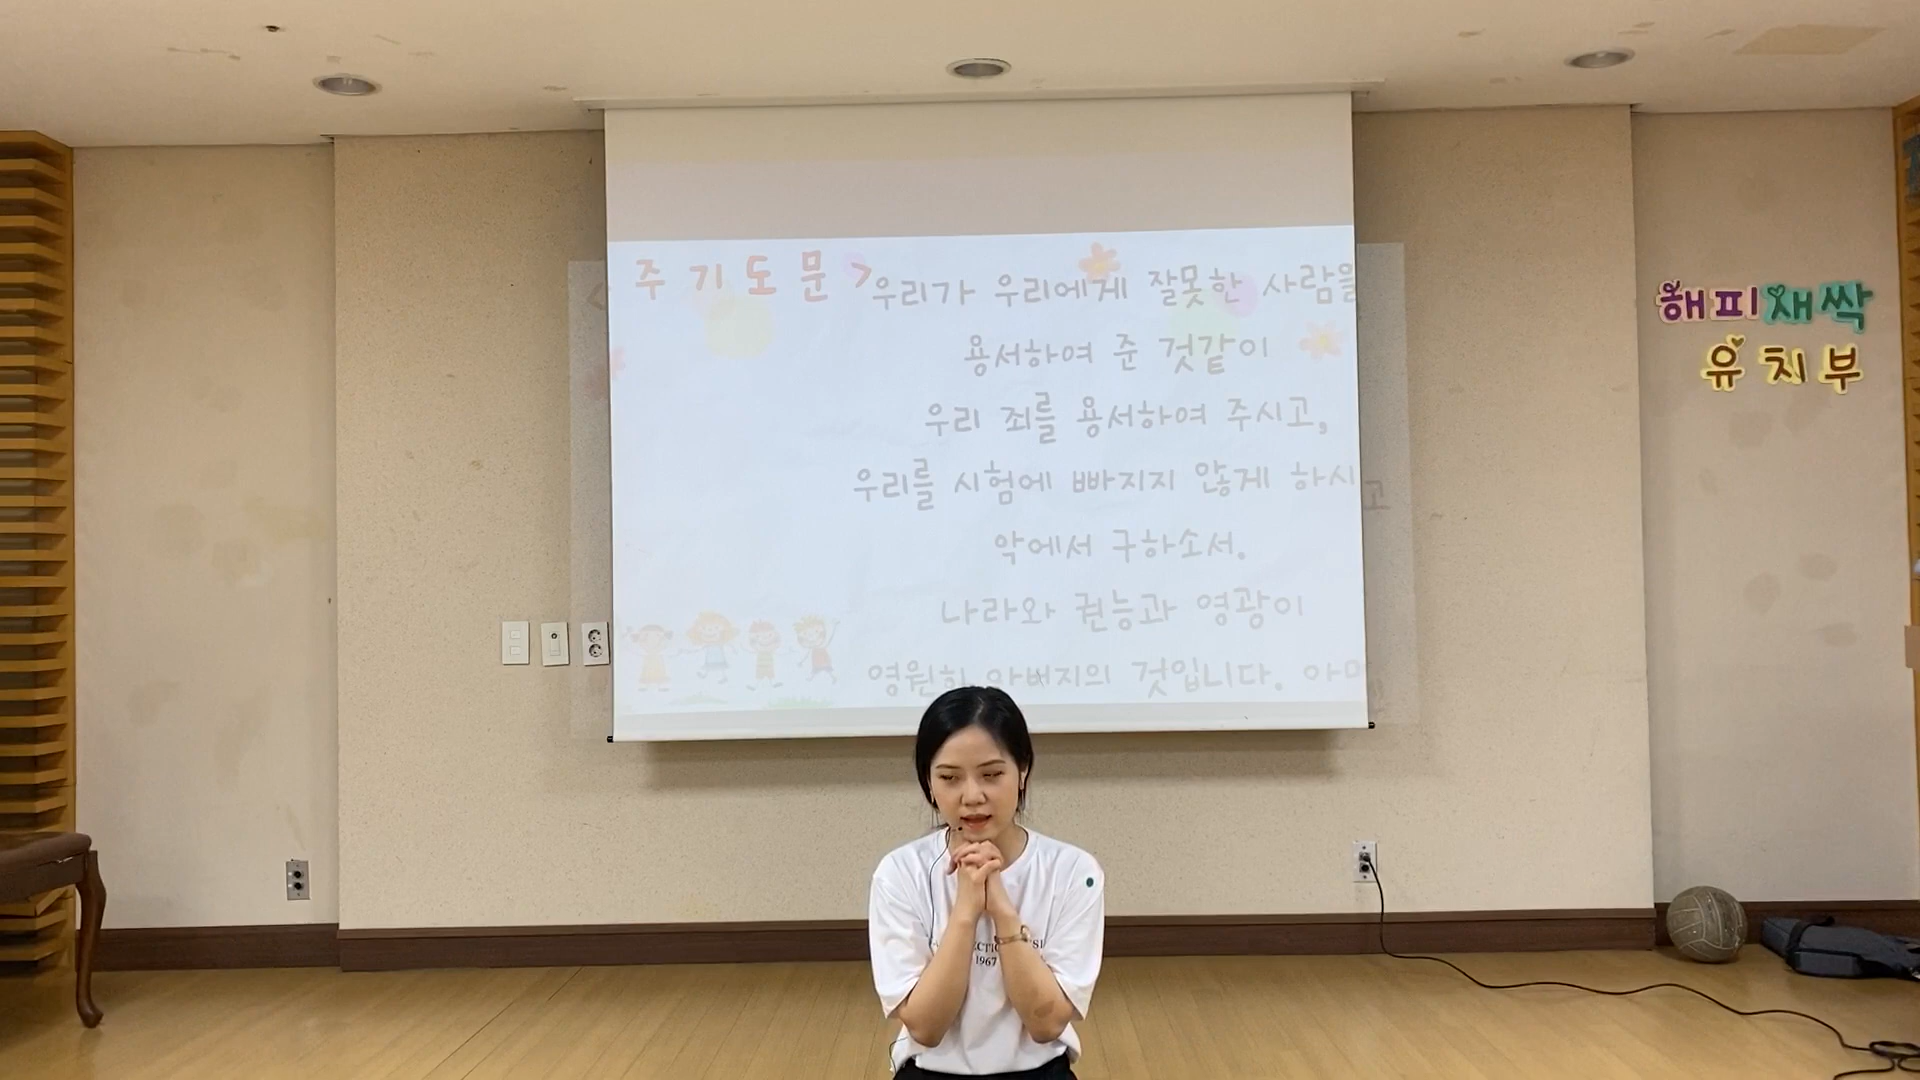 <주기도문>
우리가 우리에게 잘못한 사람을
용서하여 준 것같이
우리 죄를 용서하여 주시고,
우리를 시험에 빠지지 않게 하시고
악에서 구하소서.
나라와 권능과 영광이
영원히 아버지의 것입니다.
해피새싹
유치부
1967